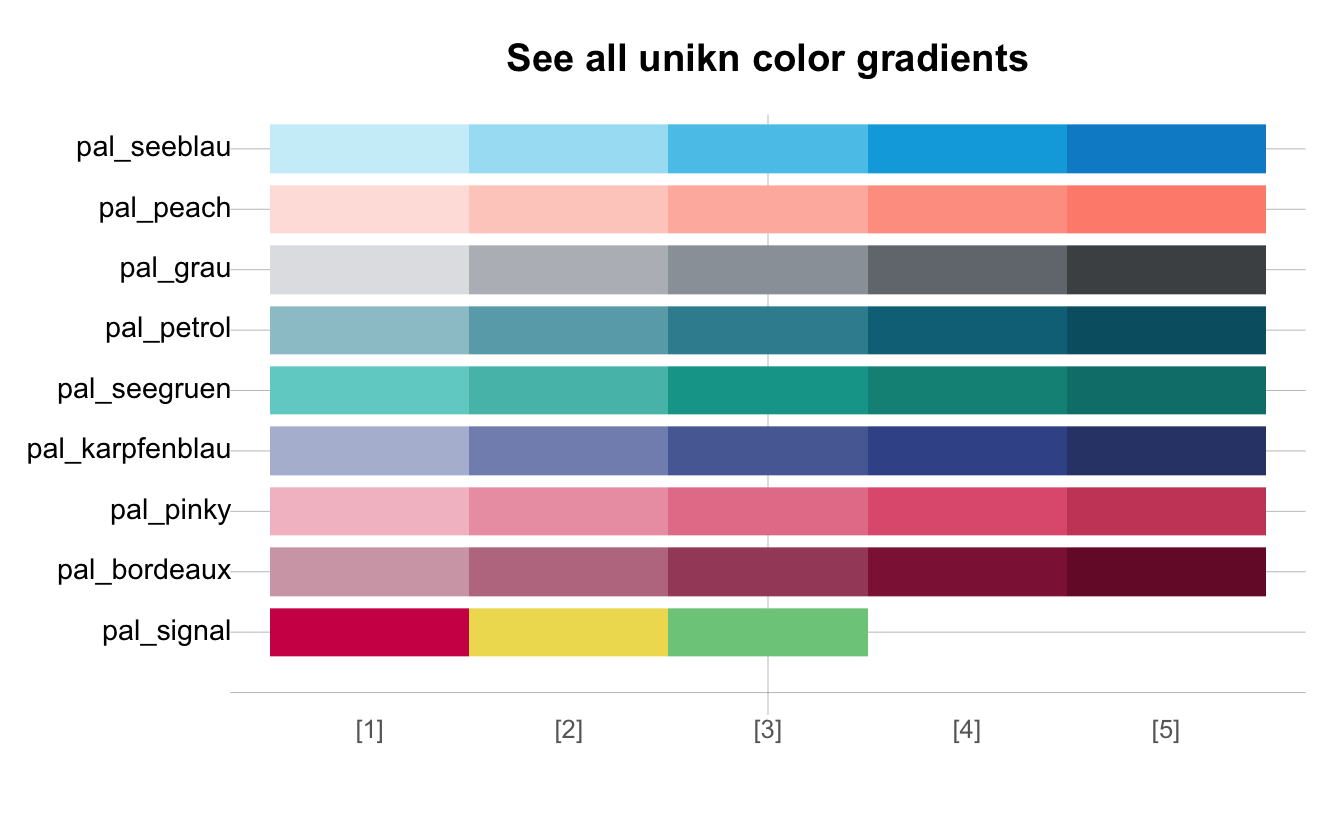 See all unikn color gradients
pal_seeblau
pal_peach
pal_grau
pal_petrol
pal_seegruen
pal_karpfenblau
pal_pinky
pal_bordeaux
pal_signal
[1] [2] [3] [4] [5]